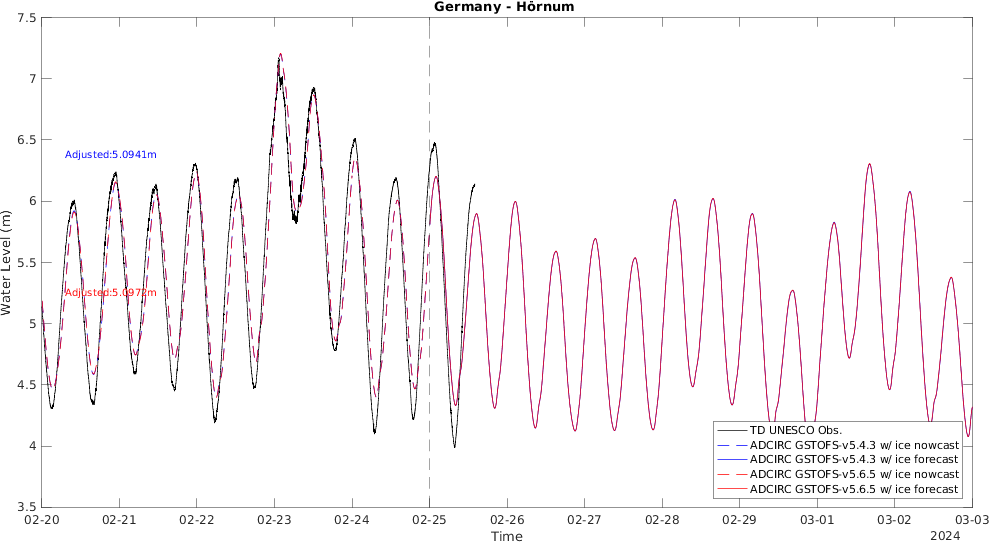 Germany - Hörnum
7.5
7
6.5
6
5.5
5
4.5
4
3.5
Water Level (m)
Adjusted:5.0941m
Adjusted:5.0973m
TD UNESCO Obs.
ADCIRC GSTOFS-v5.4.3 w/ ice nowcast
ADCIRC GSTOFS-v5.4.3 w/ ice forecast
ADCIRC GSTOFS-v5.6.5 w/ ice nowcast
ADCIRC GSTOFS-v5.6.5 w/ ice forecast
02-20 02-21 02-22 02-23 02-24 02-25 02-26 02-27 02-28 02-29 03-01 03-02 03-03
Time
2024